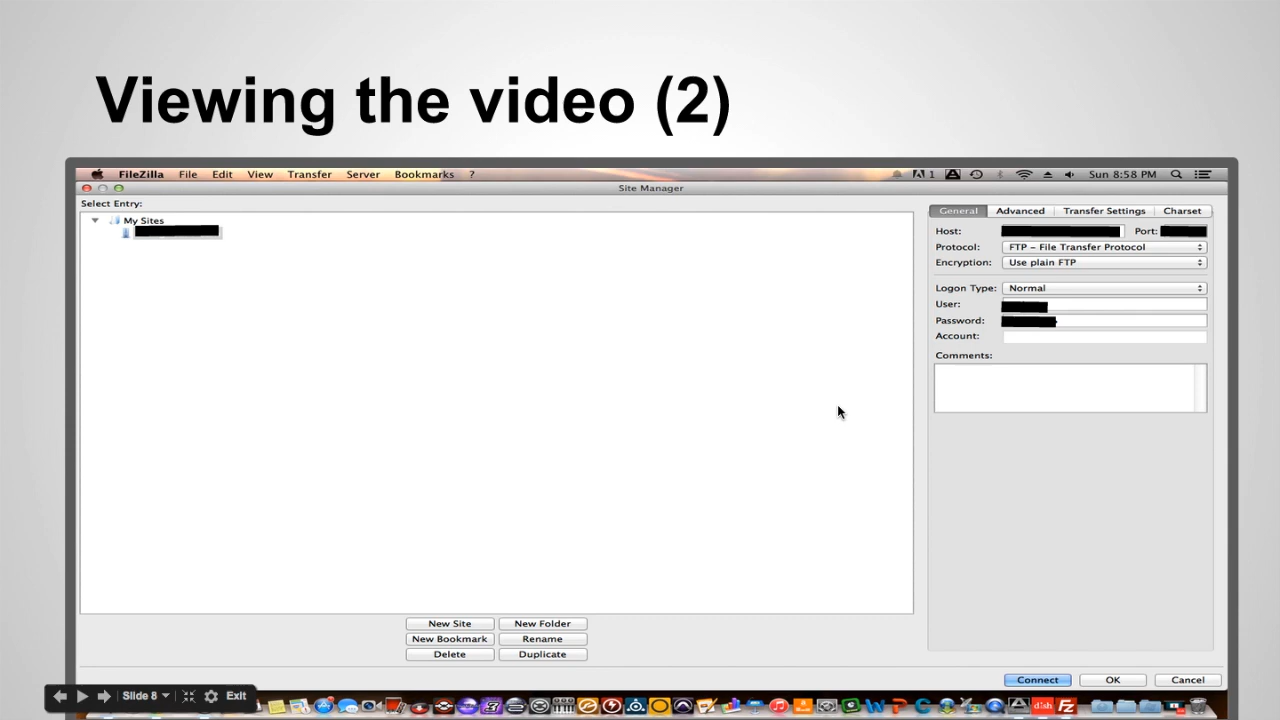 Viewing the video (2)
FileZilla File Edit View Transfer Server Bookmarks ? 1 Sun 8:58 PM
Site Manager
Select Entry:
My Sites
General Advanced Transfer Settings Charset
Host: Port:
Protocol: FTP – File Transfer Protocol
Encryption: Use plain FTP
Logon Type: Normal
User:
Password:
Account:
Comments:
New Site New Folder
New Bookmark Rename
Delete Duplicate
Connect OK Cancel
Slide 8 Exit
dish Fz